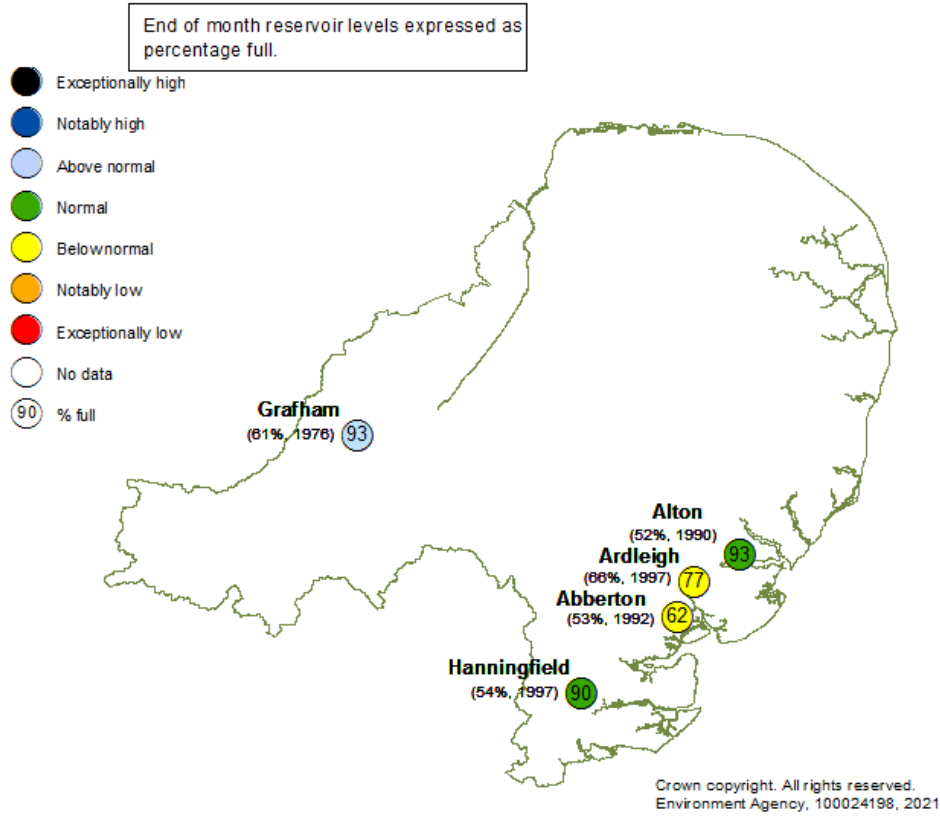 End of month reservoir levels expressed as
percentage full.
Exceptionally high
Notably high
Above normal
Normal
Below normal
Notably low
Exceptionally low
No data
90 % full
Grafham
(61%, 1976) 93
Alton
(52%, 1990) 93
Ardleigh
(66%, 1997) 77
Abberton
(53%, 1992) 62
Hanningfield
(54%, 1997) 90
Crown copyright. All rights reserved.
Environment Agency, 100024198, 2021